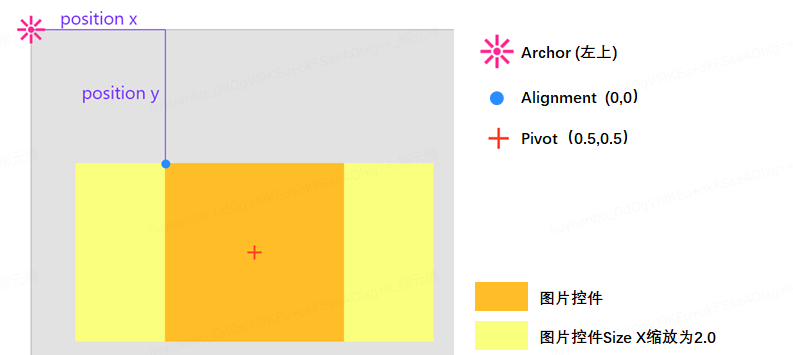 position x
position y
Archor (左上)
Alignment (0,0)
Pivot (0.5,0.5)
图片控件
图片控件Size X缩放为2.0